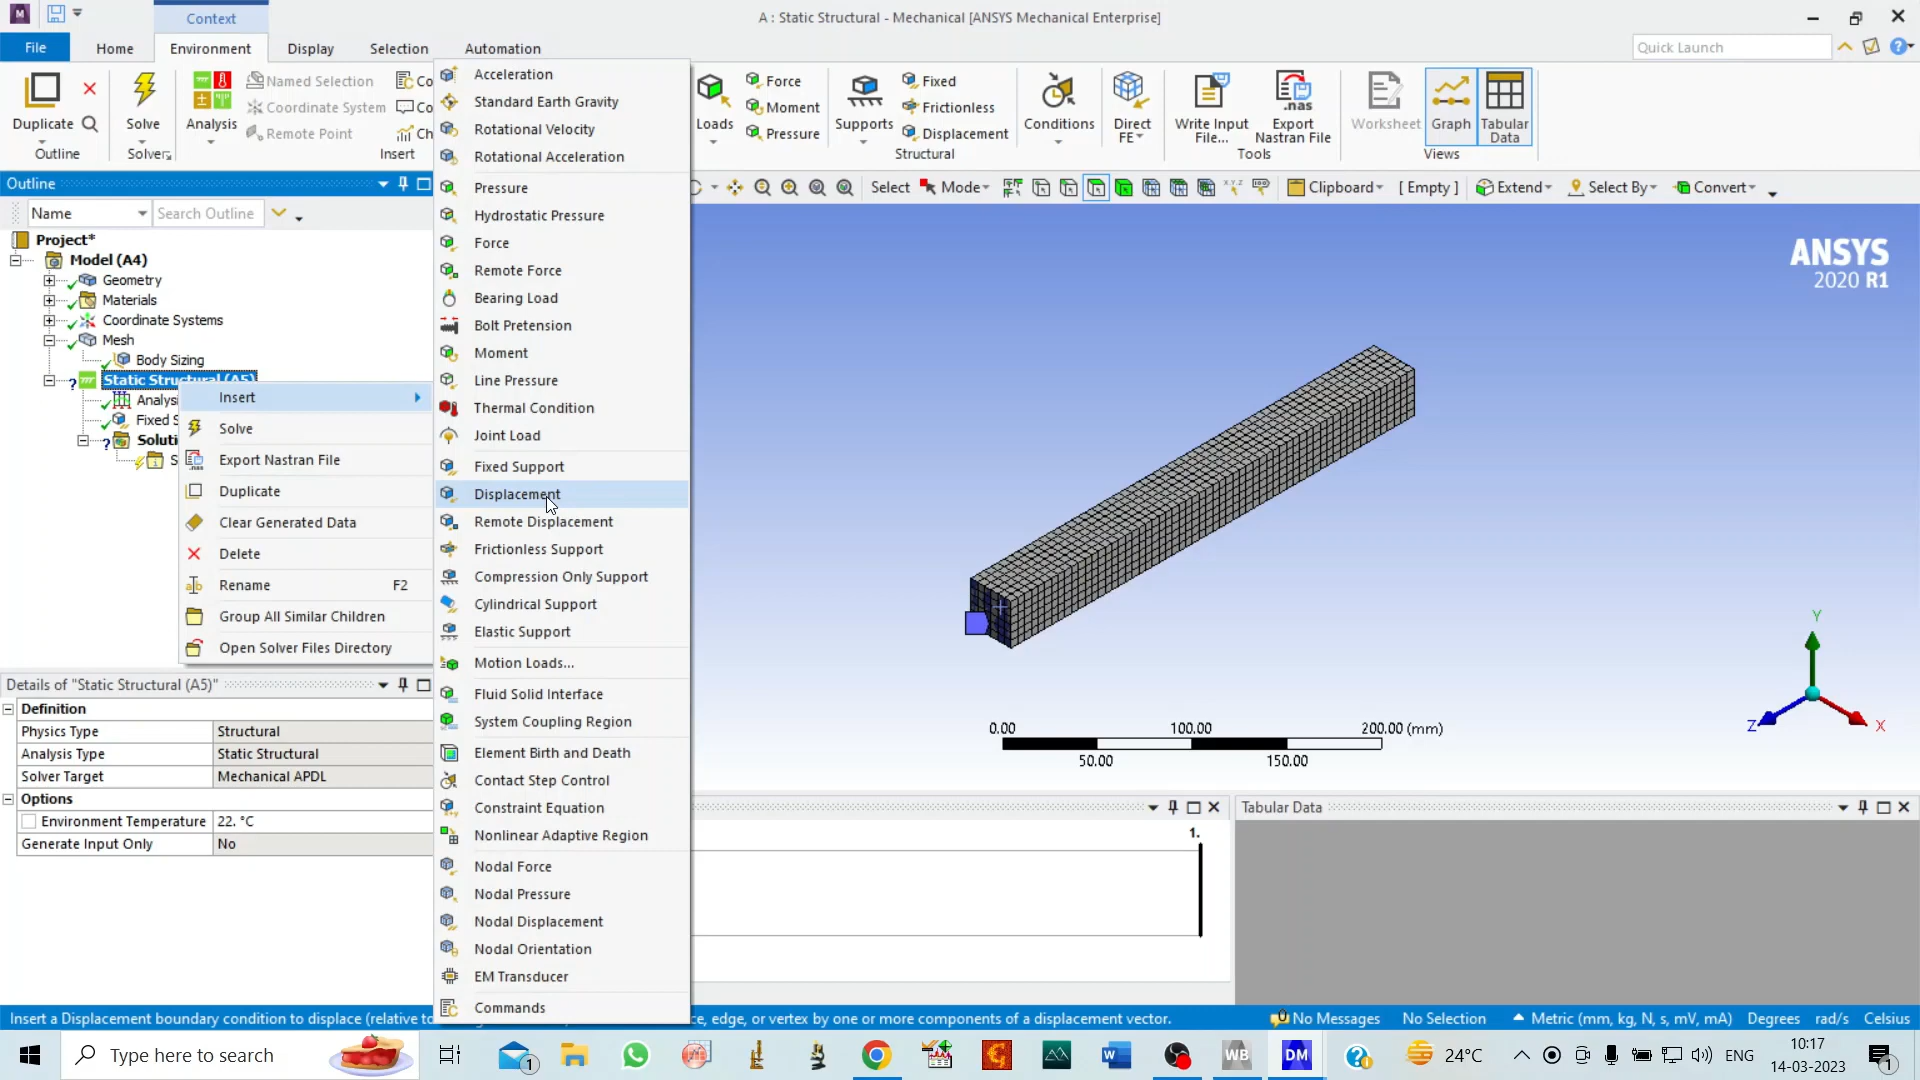 Context
A : Static Structural - Mechanical [ANSYS Mechanical Enterprise]
File
Home
Environment
Display
Selection
Automation
Quick Launch
Duplicate
Outline
Solve
Solver
Analysis
Named Selection
Coordinate System
Remote Point
Insert
Loads
Force
Moment
Pressure
Supports
Fixed
Frictionless
Displacement
Structural
Conditions
Direct
FE
Write Input
File...
.nas
Export
Nastran File
Tools
Worksheet
Graph
Tabular
Data
Views
Outline
Name
Search Outline
Select
Mode
Clipboard
[ Empty ]
Extend
Select By
Convert
Project*
Model (A4)
Geometry
Materials
Coordinate Systems
Mesh
Body Sizing
Static Structural (A5)
Analysi
Fixed S
Soluti
S
Insert
Solve
Export Nastran File
Duplicate
Clear Generated Data
Delete
Rename F2
Group All Similar Children
Open Solver Files Directory
Acceleration
Standard Earth Gravity
Rotational Velocity
Rotational Acceleration
Pressure
Hydrostatic Pressure
Force
Remote Force
Bearing Load
Bolt Pretension
Moment
Line Pressure
Thermal Condition
Joint Load
Fixed Support
Displacement
Remote Displacement
Frictionless Support
Compression Only Support
Cylindrical Support
Elastic Support
Motion Loads...
Fluid Solid Interface
System Coupling Region
Element Birth and Death
Contact Step Control
Constraint Equation
Nonlinear Adaptive Region
Nodal Force
Nodal Pressure
Nodal Displacement
Nodal Orientation
EM Transducer
Commands
ANSYS
2020 R1
Y
Z
X
0.00 100.00 200.00 (mm)
50.00 150.00
Details of "Static Structural (A5)"
Definition
Physics Type Structural
Analysis Type Static Structural
Solver Target Mechanical APDL
Options
Environment Temperature 22. °C
Generate Input Only No
1.
Tabular Data
Insert a Displacement boundary condition to displace (relative to
ce, edge, or vertex by one or more components of a displacement vector.
No Messages
No Selection
Metric (mm, kg, N, s, mV, mA)
Degrees
rad/s
Celsius
Type here to search
1
WB
DM
24°C
ENG
10:17
14-03-2023
1